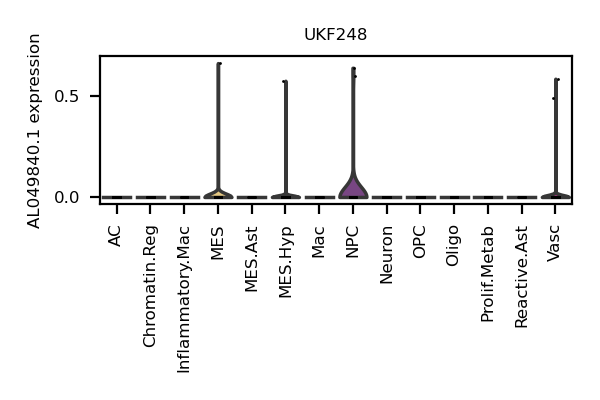 UKF248
AL049840.1 expression
0.5
0.0
AC
Chromatin.Reg
Inflammatory.Mac
MES
MES.Ast
MES.Hyp
Mac
NPC
Neuron
OPC
Oligo
Prolif.Metab
Reactive.Ast
Vasc